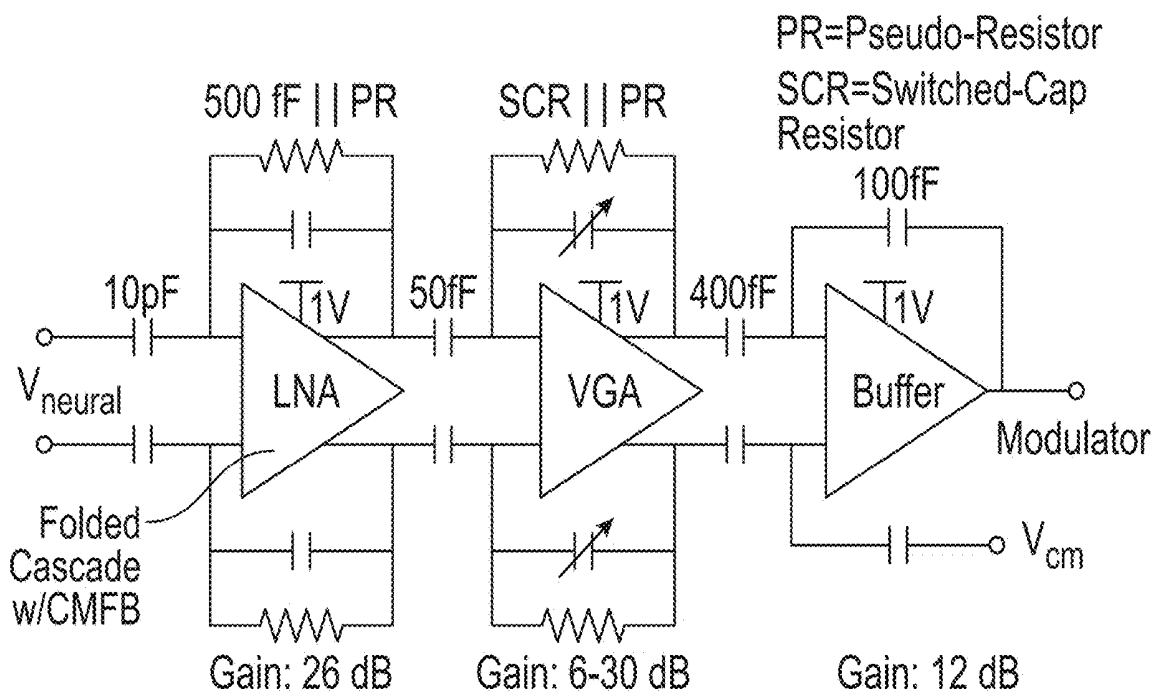 PR=Pseudo-Resistor
SCR=Switched-Cap
Resistor
500 fF || PR
SCR || PR
100fF
10pF
1V
50fF
1V
400fF
1V
V_neural
LNA
VGA
Buffer
Modulator
Folded
Cascade
w/CMFB
V_cm
Gain: 26 dB
Gain: 6-30 dB
Gain: 12 dB